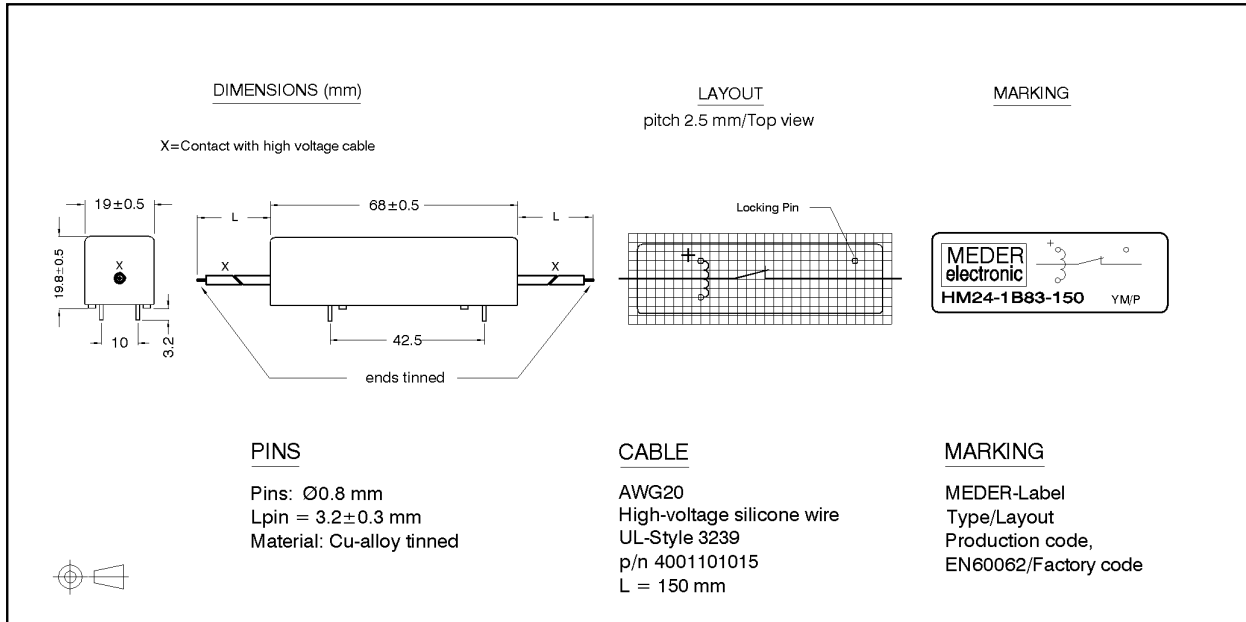 DIMENSIONS (mm)
LAYOUT
MARKING
pitch 2.5 mm/Top view
X=Contact with high voltage cable
19±0.5
L
68±0.5
L
Locking Pin
19.8±0.5
X
X
X
+
MEDER
electronic
+
HM24-1B83-150
YM/P
10
3.2
42.5
ends tinned
PINS
Pins: Ø0.8 mm
Lpin = 3.2±0.3 mm
Material: Cu-alloy tinned
CABLE
AWG20
High-voltage silicone wire
UL-Style 3239
p/n 4001101015
L = 150 mm
MARKING
MEDER-Label
Type/Layout
Production code,
EN60062/Factory code